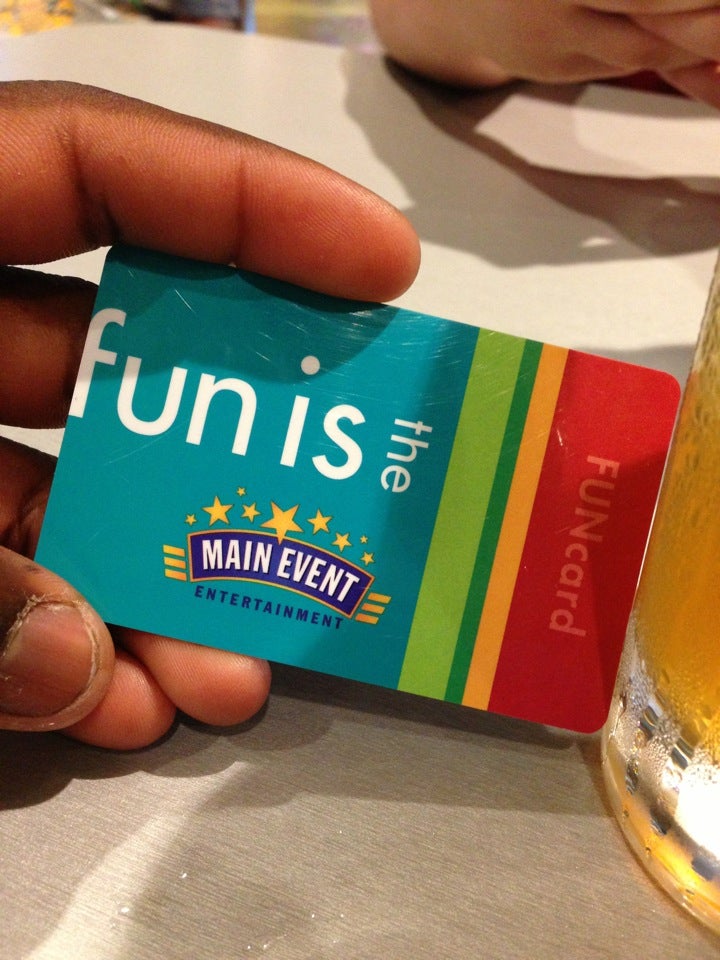 fun is the
MAIN EVENT
ENTERTAINMENT
FUNcard